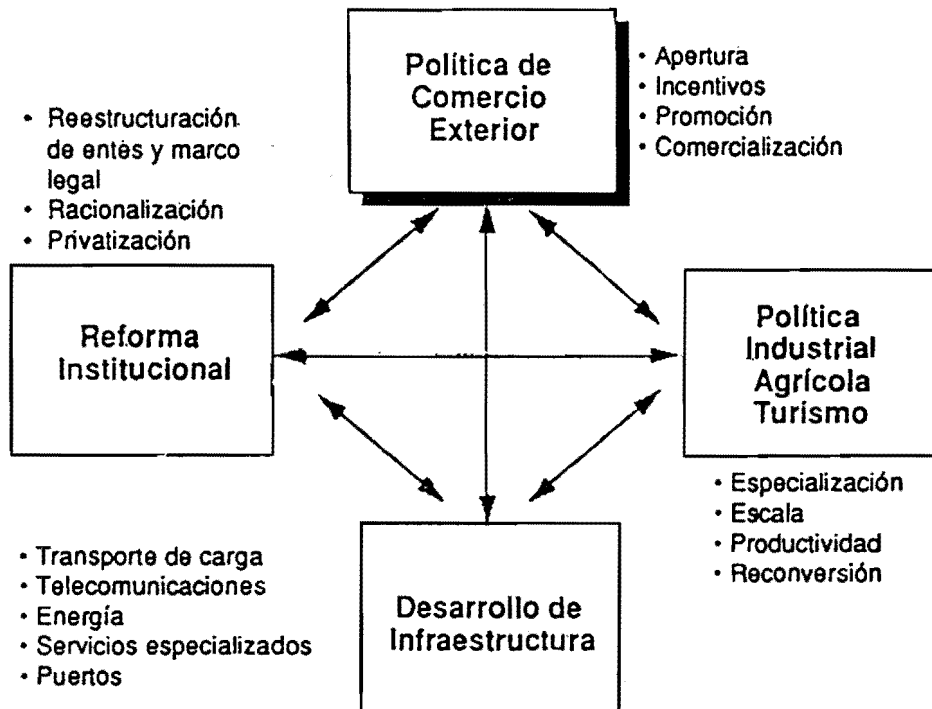 Política de
Comercio
Exterior
• Apertura
• Incentivos
• Promoción
• Comercialización
• Reestructuración
de entes y marco
legal
• Racionalización
• Privatización
Reforma
Institucional
Política
Industrial
Agrícola
Turísmo
• Especialización
• Escala
• Productividad
• Reconversión
• Transporte de carga
• Telecomunicaciones
• Energía
• Servicios especializados
• Puertos
Desarrollo de
Infraestructura